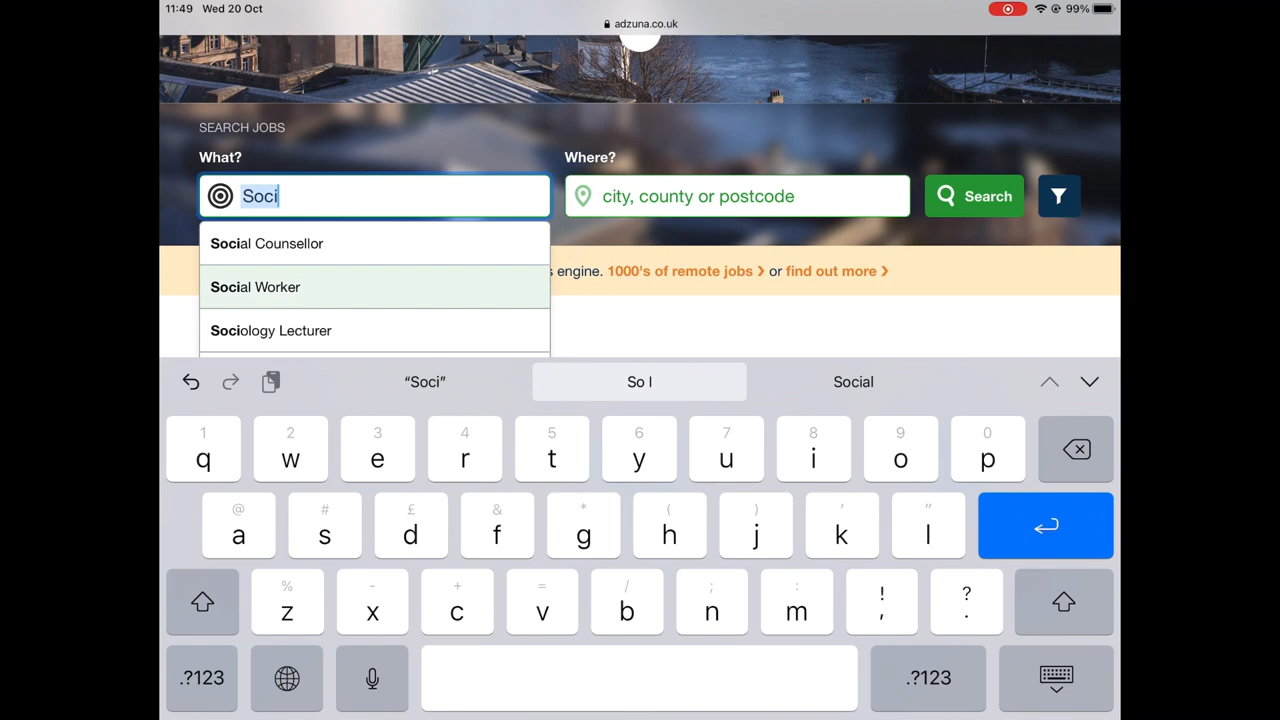 11:49 Wed 20 Oct 99%
adzuna.co.uk
SEARCH JOBS
What? Where?
Soci city, county or postcode Search
Social Counsellor
s engine. 1000's of remote jobs ❯ or find out more ❯
Social Worker
Sociology Lecturer
“Soci” So I Social
1 2 3 4 5 6 7 8 9 0
q w e r t y u i o p
@ # £ & * ( ) ' "
a s d f g h j k l
% - + = / ; : ! ?
z x c v b n m , .
.?123 .?123